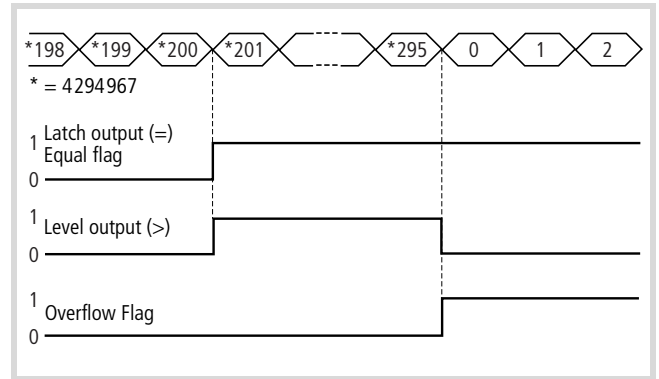 *198 *199 *200 *201 *295 0 1 2
* = 4294967
1 Latch output (=)
Equal flag
0
1 Level output (>)
0
1 Overflow Flag
0